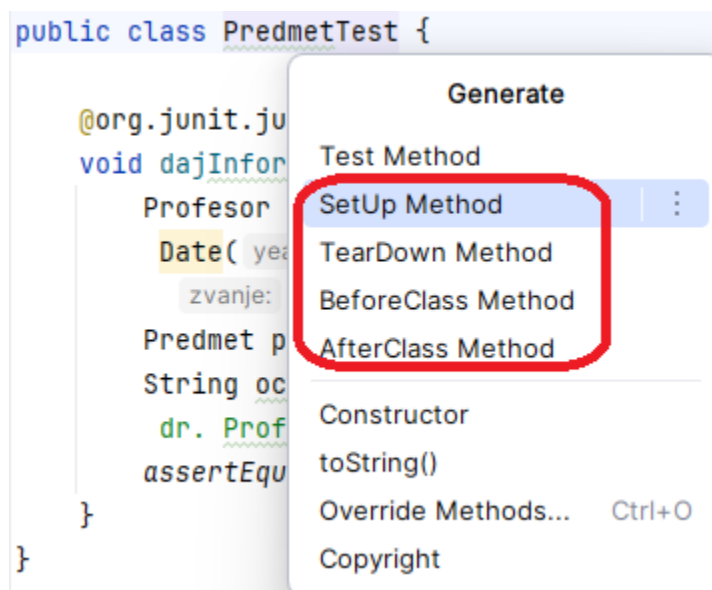 public class PredmetTest {
Generate
@org.junit.ju
Test Method
void dajInfor
SetUp Method
Profesor
TearDown Method
Date( yea
BeforeClass Method
zvanje:
AfterClass Method
Predmet p
String oc
Constructor
dr. Prof
toString()
assertEqu
Override Methods... Ctrl+O
}
Copyright
}